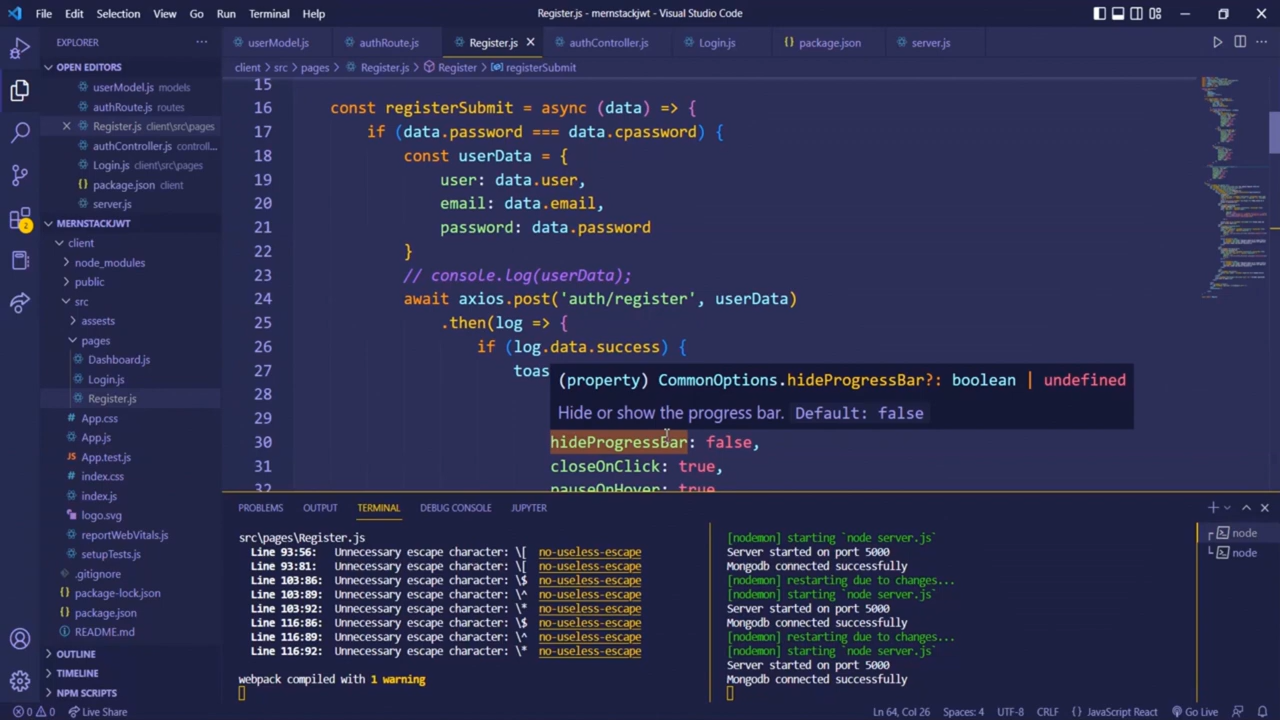 File Edit Selection View Go Run Terminal Help
Register.js - mernstackjwt - Visual Studio Code
EXPLORER
OPEN EDITORS
userModel.js models
authRoute.js routes
Register.js client\src\pages
authController.js controll...
Login.js client\src\pages
package.json client
server.js
MERNSTACKJWT
client
node_modules
public
src
assests
pages
Dashboard.js
Login.js
Register.js
App.css
App.js
App.test.js
index.css
index.js
logo.svg
reportWebVitals.js
setupTests.js
.gitignore
package-lock.json
package.json
README.md
OUTLINE
TIMELINE
NPM SCRIPTS
2
userModel.js authRoute.js Register.js authController.js Login.js package.json server.js
client > src > pages > Register.js > Register > registerSubmit
15
16 const registerSubmit = async (data) => {
17 if (data.password === data.cpassword) {
18 const userData = {
19 user: data.user,
20 email: data.email,
21 password: data.password
22 }
23 // console.log(userData);
24 await axios.post('auth/register', userData)
25 .then(log => {
26 if (log.data.success) {
27 toas
(property) CommonOptions.hideProgressBar?: boolean | undefined
28
Hide or show the progress bar. Default: false
29
30 hideProgressBar: false,
31 closeOnClick: true,
32 pauseOnHover: true
PROBLEMS OUTPUT TERMINAL DEBUG CONSOLE JUPYTER
src\pages\Register.js
Line 93:56: Unnecessary escape character: \[ no-useless-escape
Line 93:81: Unnecessary escape character: \[ no-useless-escape
Line 103:86: Unnecessary escape character: \$ no-useless-escape
Line 103:89: Unnecessary escape character: \^ no-useless-escape
Line 103:92: Unnecessary escape character: \* no-useless-escape
Line 116:86: Unnecessary escape character: \$ no-useless-escape
Line 116:89: Unnecessary escape character: \^ no-useless-escape
Line 116:92: Unnecessary escape character: \* no-useless-escape
webpack compiled with 1 warning
[nodemon] starting `node server.js`
Server started on port 5000
Mongodb connected successfully
[nodemon] restarting due to changes...
[nodemon] starting `node server.js`
Server started on port 5000
Mongodb connected successfully
[nodemon] restarting due to changes...
[nodemon] starting `node server.js`
Server started on port 5000
Mongodb connected successfully
node
node
0 0 Live Share
Ln 64, Col 26 Spaces: 4 UTF-8 CRLF {} JavaScript React Go Live